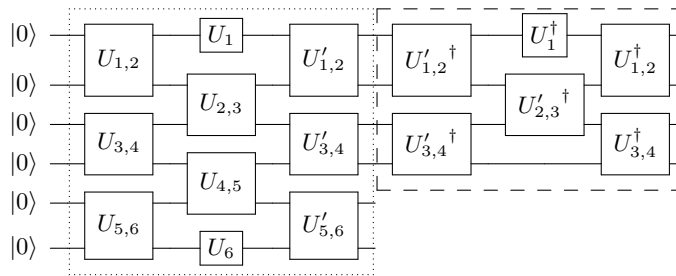 |0⟩ U₁ U₁†
U₁,₂ U′₁,₂ U′₁,₂† U₁,₂†
|0⟩
U₂,₃ U′₂,₃†
|0⟩
U₃,₄ U′₃,₄ U′₃,₄† U₃,₄†
|0⟩
U₄,₅
|0⟩
U₅,₆ U′₅,₆
|0⟩ U₆